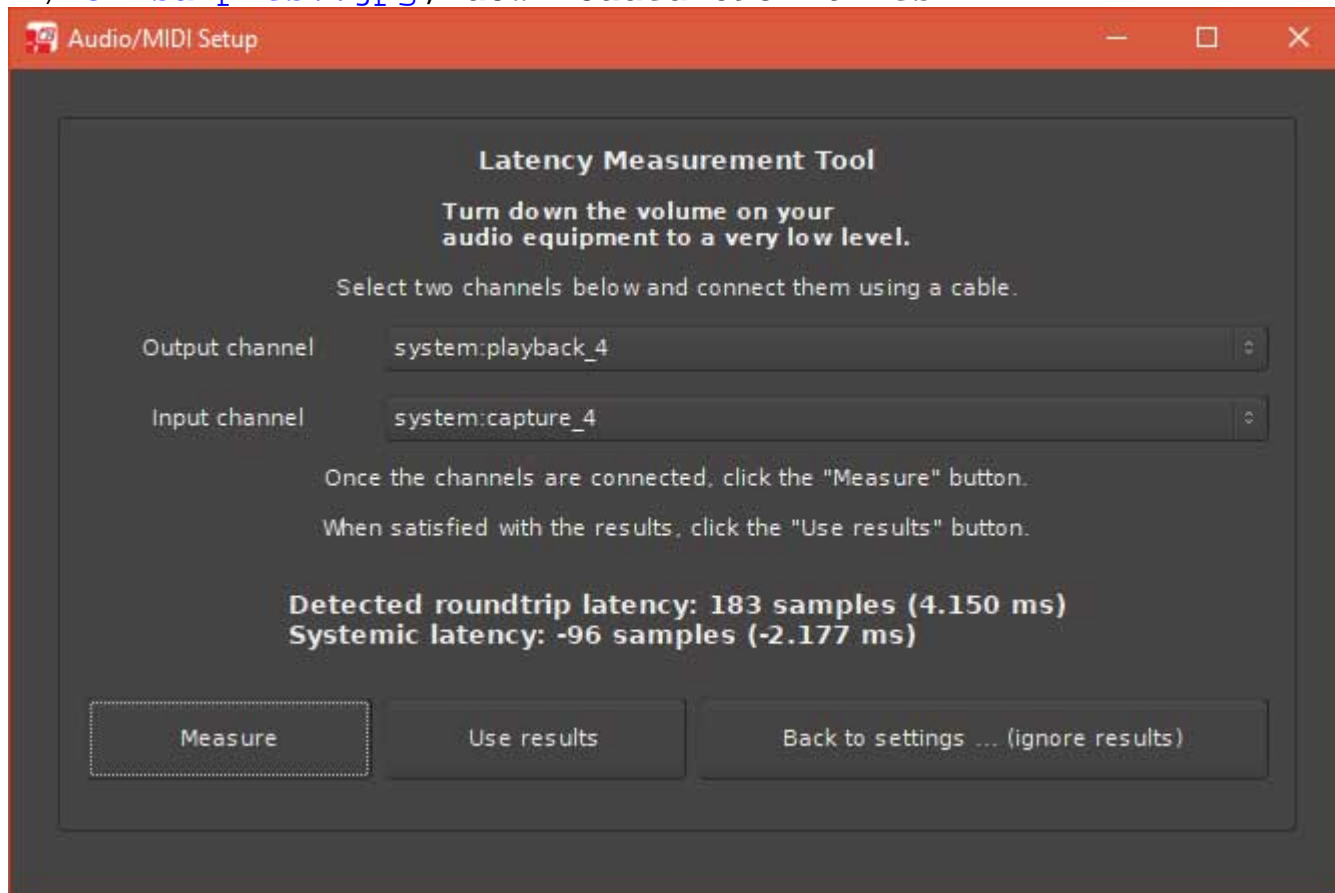 Audio/MIDI Setup
Latency Measurement Tool
Turn down the volume on your
audio equipment to a very low level.
Select two channels below and connect them using a cable.
Output channel system:playback_4
Input channel system:capture_4
Once the channels are connected, click the "Measure" button.
When satisfied with the results, click the "Use results" button.
Detected roundtrip latency: 183 samples (4.150 ms)
Systemic latency: -96 samples (-2.177 ms)
Measure Use results Back to settings ... (ignore results)